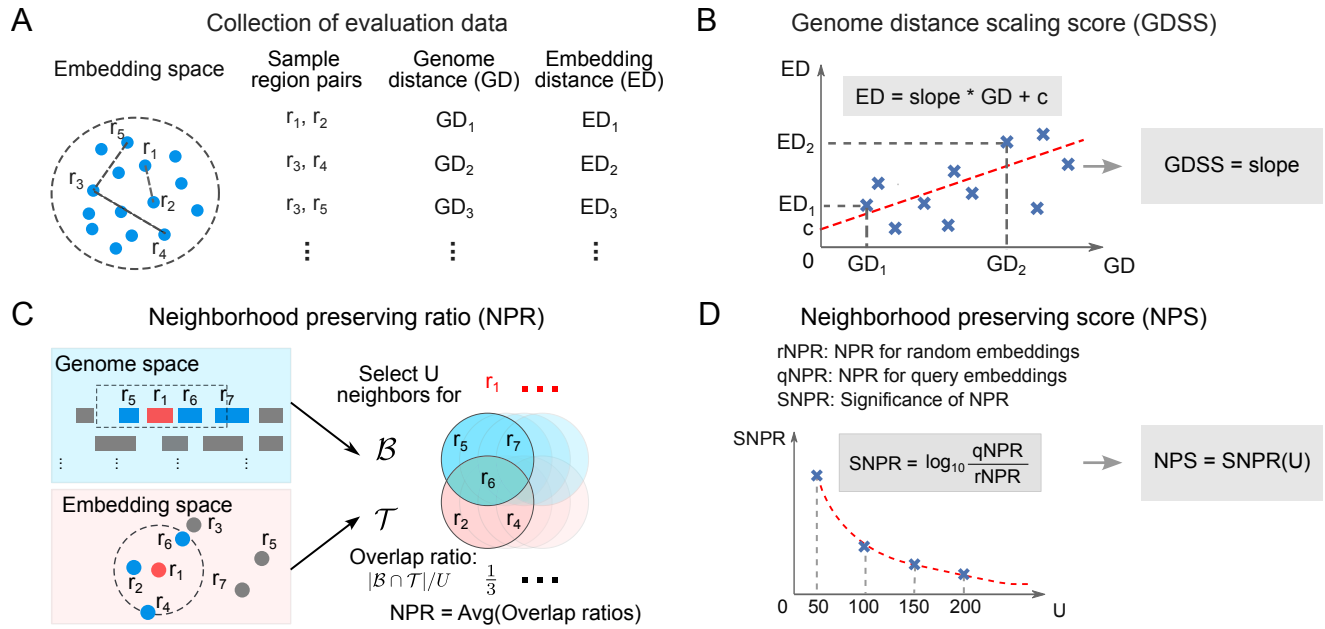 A
Collection of evaluation data
Embedding space
Sample
region pairs
Genome
distance (GD)
Embedding
distance (ED)
r₁, r₂
GD₁
ED₁
r₃, r₄
GD₂
ED₂
r₃, r₅
GD₃
ED₃
⋮ ⋮ ⋮
r₅
r₁
r₃
r₂
r₄
B
Genome distance scaling score (GDSS)
ED
ED = slope * GD + c
ED₂
ED₁
c
0
GD₁
GD₂
GD
GDSS = slope
C
Neighborhood preserving ratio (NPR)
Genome space
r₅ r₁ r₆ r₇
⋮ ⋮ ⋮ ⋮
Embedding space
r₃
r₆
r₅
r₁
r₂
r₇
r₄
Select U
neighbors for
r₁ ...
ℬ
𝒯
r₅ r₇
r₆
r₂ r₄
Overlap ratio:
|ℬ ∩ 𝒯|/U
1/3 ...
NPR = Avg(Overlap ratios)
D
Neighborhood preserving score (NPS)
rNPR: NPR for random embeddings
qNPR: NPR for query embeddings
SNPR: Significance of NPR
SNPR
SNPR = log₁₀ qNPR/rNPR
0 50 100 150 200 U
NPS = SNPR(U)